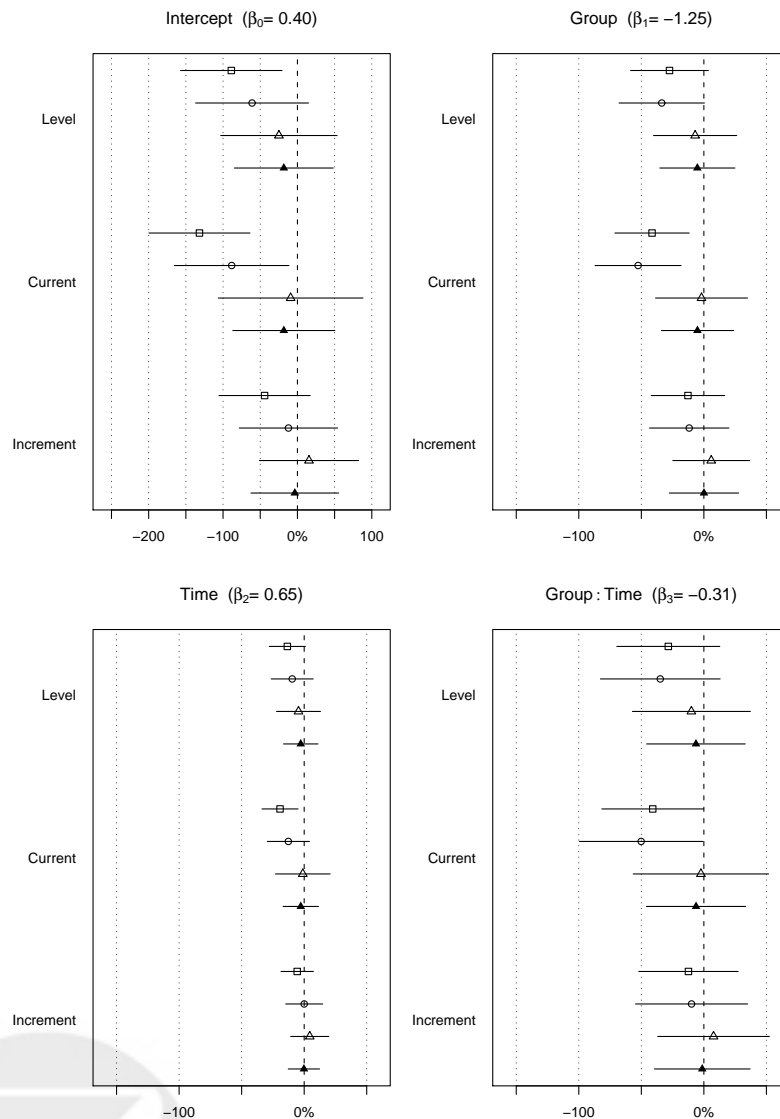 Intercept (β₀= 0.40)
Level
Current
Increment
−200 −100 0% 100
Group (β₁= −1.25)
Level
Current
Increment
−100 0%
Time (β₂= 0.65)
Level
Current
Increment
−100 0%
Group : Time (β₃= −0.31)
Level
Current
Increment
−100 0%